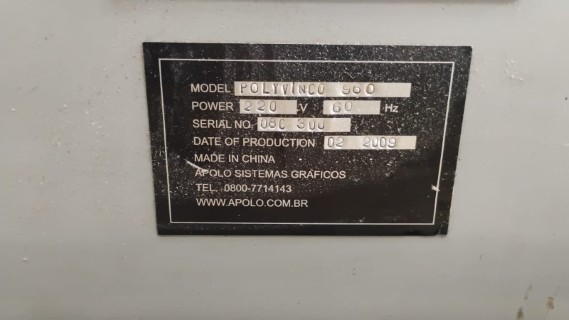 MODEL POLYVINCO 960
POWER 220 V 60 Hz
SERIAL NO 08C 300
DATE OF PRODUCTION 02 2009
MADE IN CHINA
APOLO SISTEMAS GRÁFICOS
TEL. 0800-7714143
WWW.APOLO.COM.BR